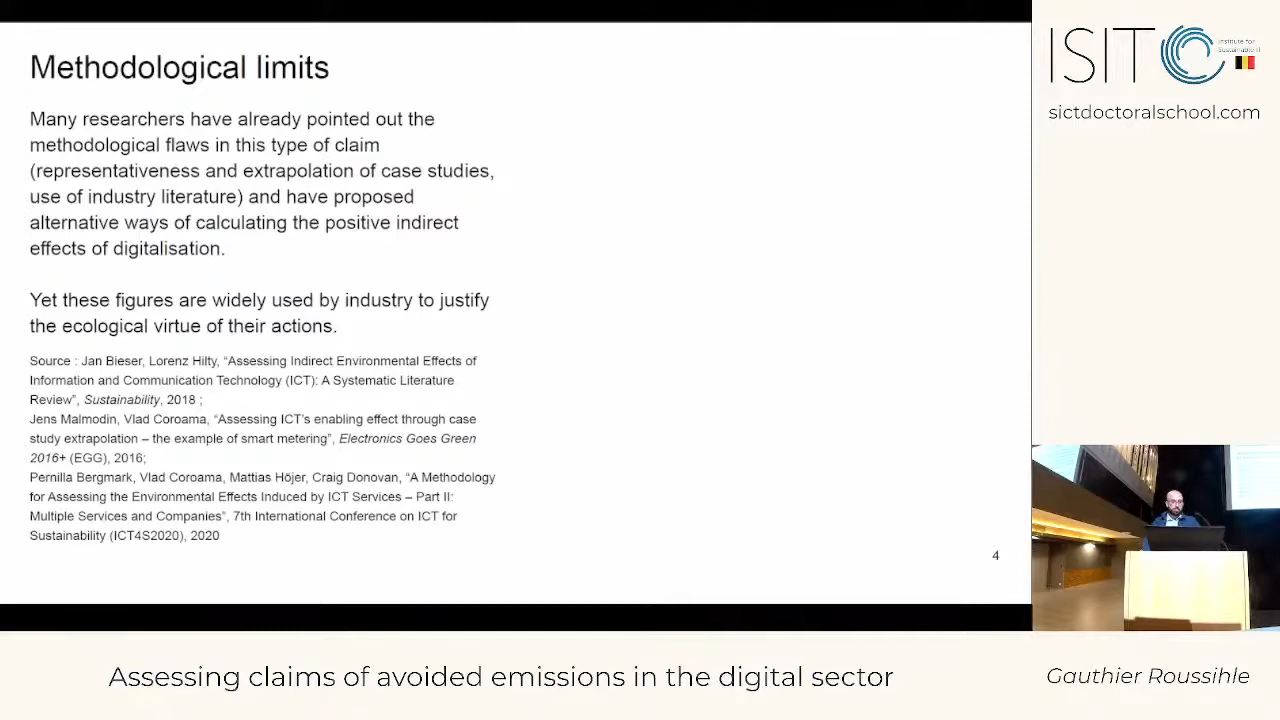 Methodological limits
Many researchers have already pointed out the
methodological flaws in this type of claim
(representativeness and extrapolation of case studies,
use of industry literature) and have proposed
alternative ways of calculating the positive indirect
effects of digitalisation.
Yet these figures are widely used by industry to justify
the ecological virtue of their actions.
Source : Jan Bieser, Lorenz Hilty, “Assessing Indirect Environmental Effects of
Information and Communication Technology (ICT): A Systematic Literature
Review”, Sustainability, 2018 ;
Jens Malmodin, Vlad Coroama, “Assessing ICT’s enabling effect through case
study extrapolation – the example of smart metering”, Electronics Goes Green
2016+ (EGG), 2016;
Pernilla Bergmark, Vlad Coroama, Mattias Höjer, Craig Donovan, “A Methodology
for Assessing the Environmental Effects Induced by ICT Services – Part II:
Multiple Services and Companies”, 7th International Conference on ICT for
Sustainability (ICT4S2020), 2020
4
ISIT
Institute for
Sustainable IT
sictdoctoralschool.com
Assessing claims of avoided emissions in the digital sector
Gauthier Roussihle